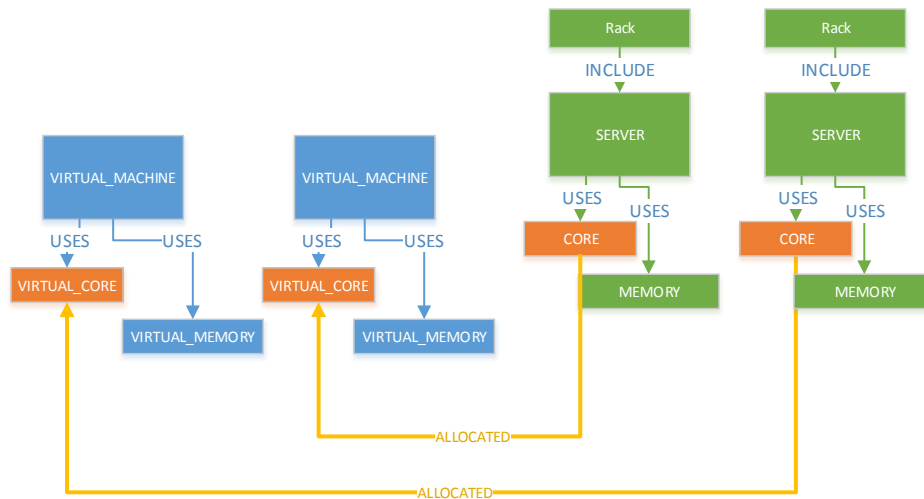 Rack
Rack
INCLUDE
INCLUDE
SERVER
SERVER
VIRTUAL_MACHINE
VIRTUAL_MACHINE
USES
USES
USES
USES
CORE
CORE
USES
USES
USES
USES
VIRTUAL_CORE
VIRTUAL_CORE
MEMORY
MEMORY
VIRTUAL_MEMORY
VIRTUAL_MEMORY
ALLOCATED
ALLOCATED